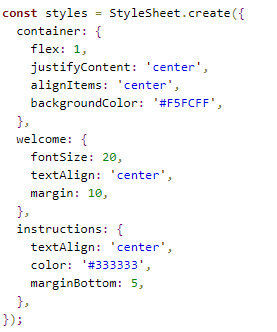 const styles = StyleSheet.create({
  container: {
    flex: 1,
    justifyContent: 'center',
    alignItems: 'center',
    backgroundColor: '#F5FCFF',
  },
  welcome: {
    fontSize: 20,
    textAlign: 'center',
    margin: 10,
  },
  instructions: {
    textAlign: 'center',
    color: '#333333',
    marginBottom: 5,
  },
});